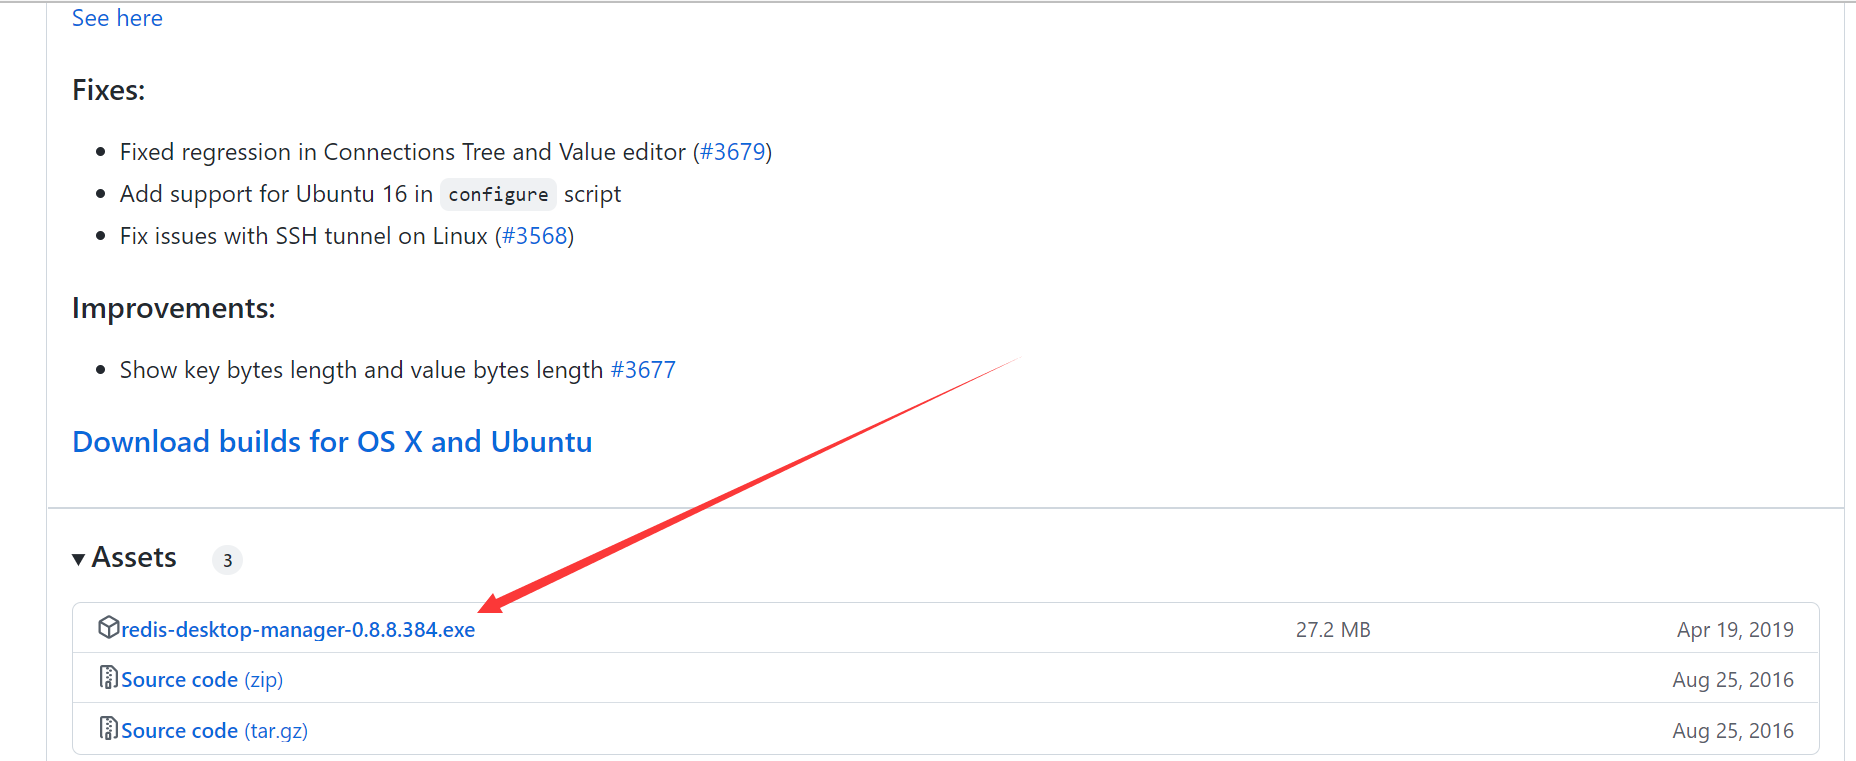 See here
Fixes:
Fixed regression in Connections Tree and Value editor (#3679)
Add support for Ubuntu 16 in configure script
Fix issues with SSH tunnel on Linux (#3568)
Improvements:
Show key bytes length and value bytes length #3677
Download builds for OS X and Ubuntu
Assets 3
redis-desktop-manager-0.8.8.384.exe 27.2 MB Apr 19, 2019
Source code (zip) Aug 25, 2016
Source code (tar.gz) Aug 25, 2016